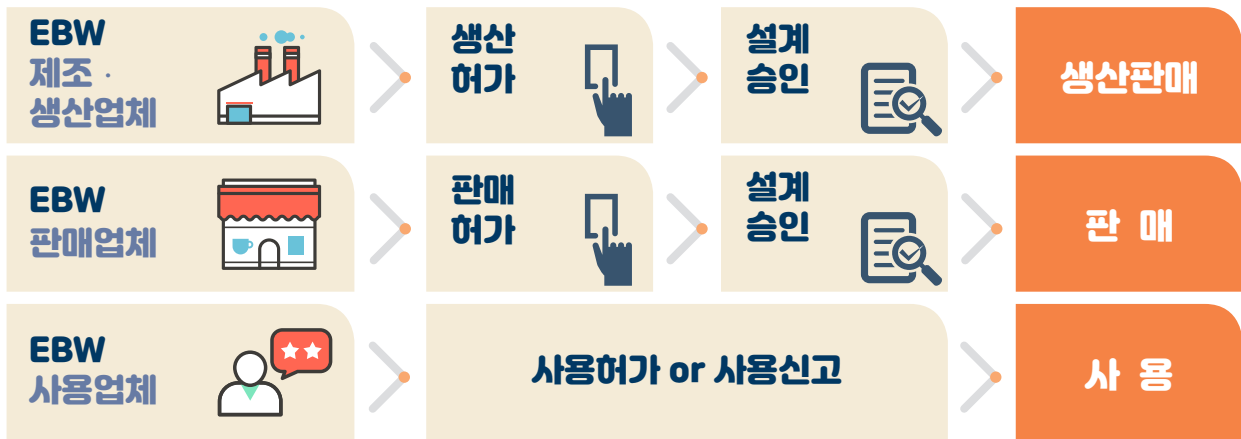 EBW
제조 ·
생산업체
생산
허가
설계
승인
생산판매
EBW
판매업체
판매
허가
설계
승인
판 매
EBW
사용업체
사용허가 or 사용신고
사 용